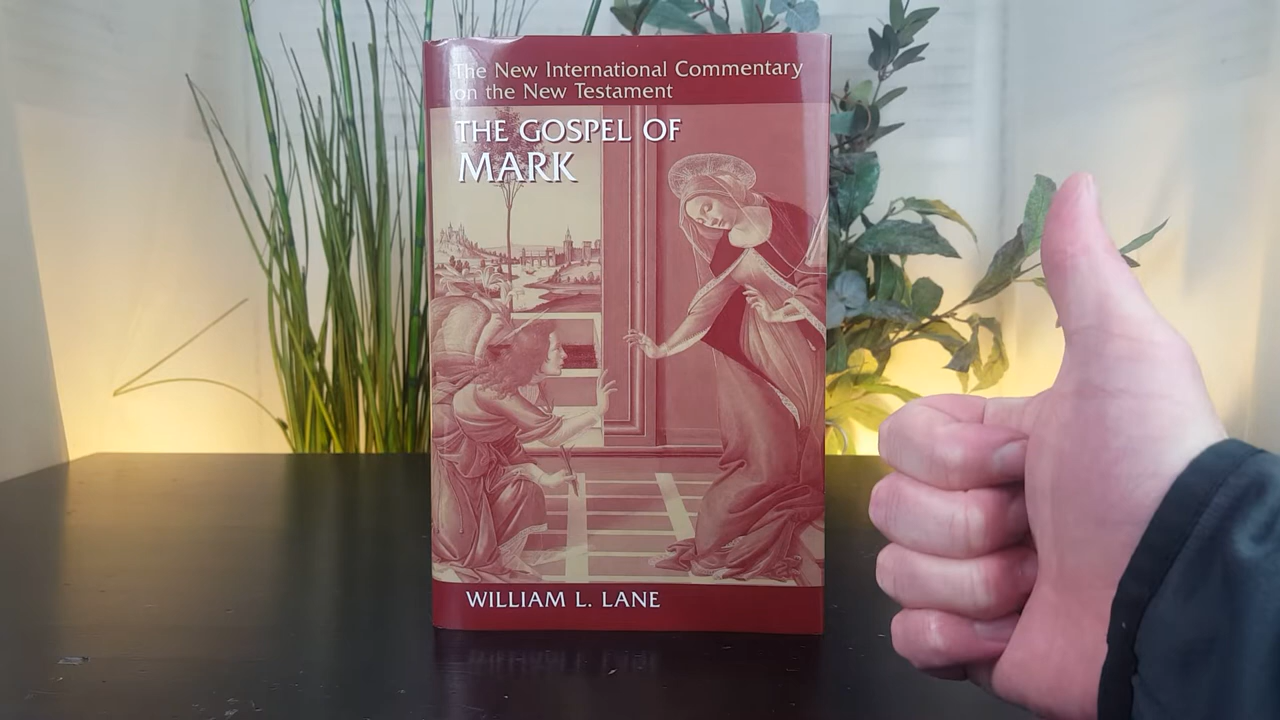 The New International Commentary
on the New Testament
THE GOSPEL OF
MARK
WILLIAM L. LANE